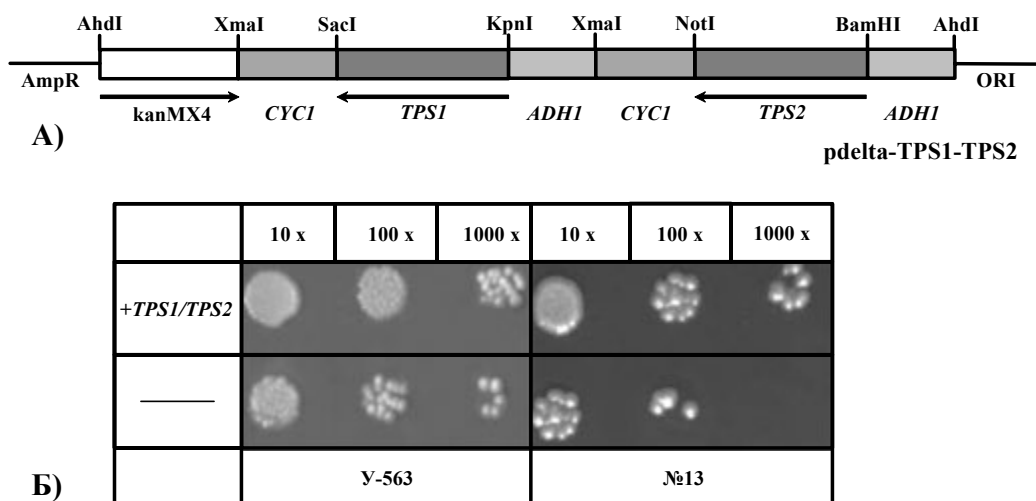 AhdI XmaI SacI KpnI XmaI NotI BamHI AhdI
AmpR ORI
kanMX4 CYC1 TPS1 ADH1 CYC1 TPS2 ADH1
А)
pdelta-TPS1-TPS2
10 x 100 x 1000 x 10 x 100 x 1000 x
+TPS1/TPS2
У-563 №13
Б)